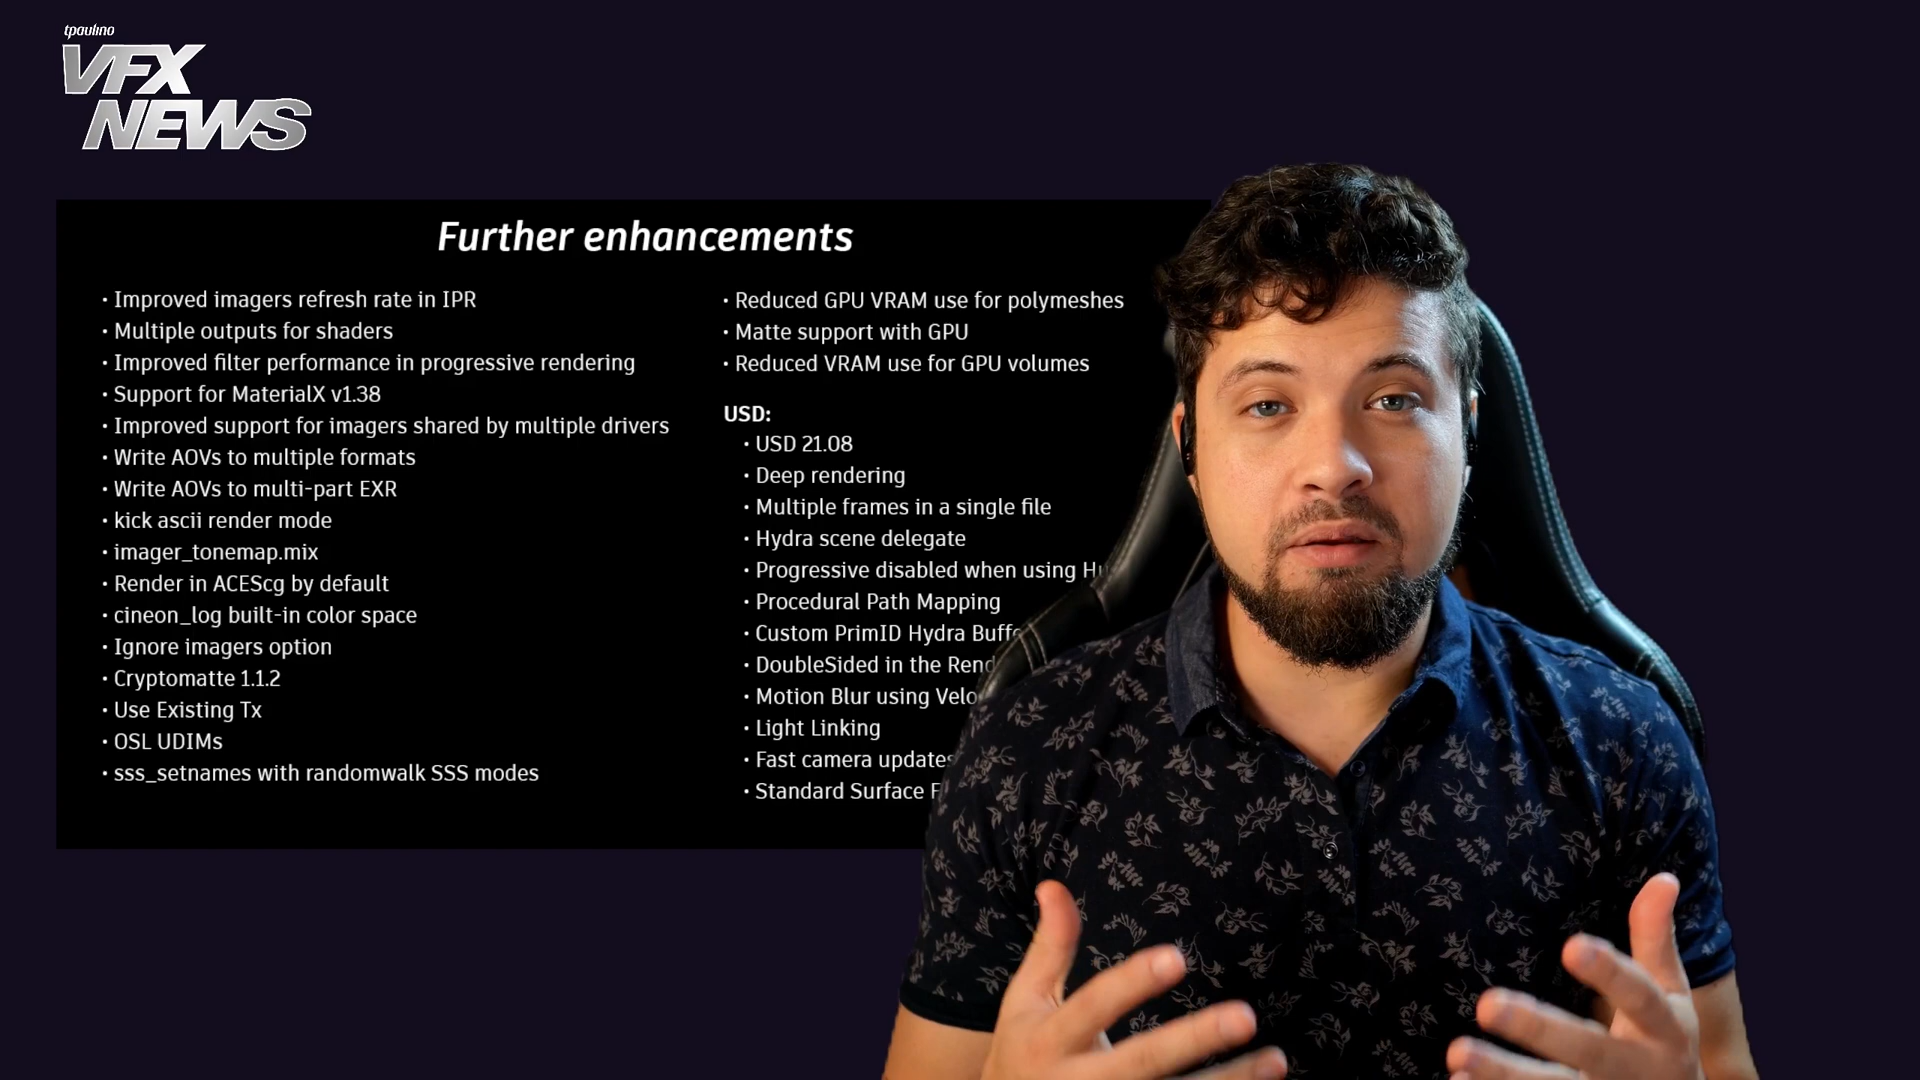 tpaulino
VFX
NEWS
Further enhancements
• Improved imagers refresh rate in IPR
• Multiple outputs for shaders
• Improved filter performance in progressive rendering
• Support for MaterialX v1.38
• Improved support for imagers shared by multiple drivers
• Write AOVs to multiple formats
• Write AOVs to multi-part EXR
• kick ascii render mode
• imager_tonemap.mix
• Render in ACEScg by default
• cineon_log built-in color space
• Ignore imagers option
• Cryptomatte 1.1.2
• Use Existing Tx
• OSL UDIMs
• sss_setnames with randomwalk SSS modes
• Reduced GPU VRAM use for polymeshes
• Matte support with GPU
• Reduced VRAM use for GPU volumes
USD:
• USD 21.08
• Deep rendering
• Multiple frames in a single file
• Hydra scene delegate
• Progressive disabled when using
• Procedural Path Mapping
• Custom PrimID Hydra
• DoubleSided in the
• Motion Blur using
• Light Linking
• Fast camera updates
• Standard Surface